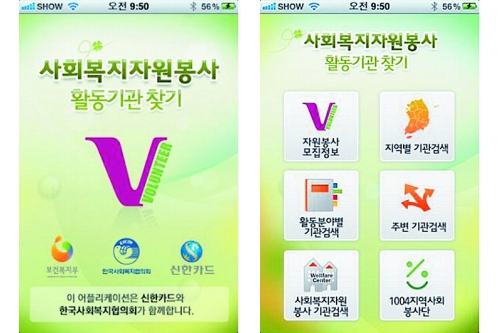 SHOW 오전 9:50 56%
사회복지자원봉사
활동기관 찾기
V
VOLUNTEER
보건복지부
한국사회복지협의회
신한카드
이 어플리케이션은 신한카드와
한국사회복지협의회가 함께합니다.
SHOW 오전 9:50 56%
사회복지자원봉사
활동기관 찾기
V
VOLUNTEER
자원봉사
모집정보
지역별 기관검색
활동분야별
기관검색
주변 기관검색
Wellfare
Center
사회복지자원
봉사 기관검색
1004지역사회
봉사단